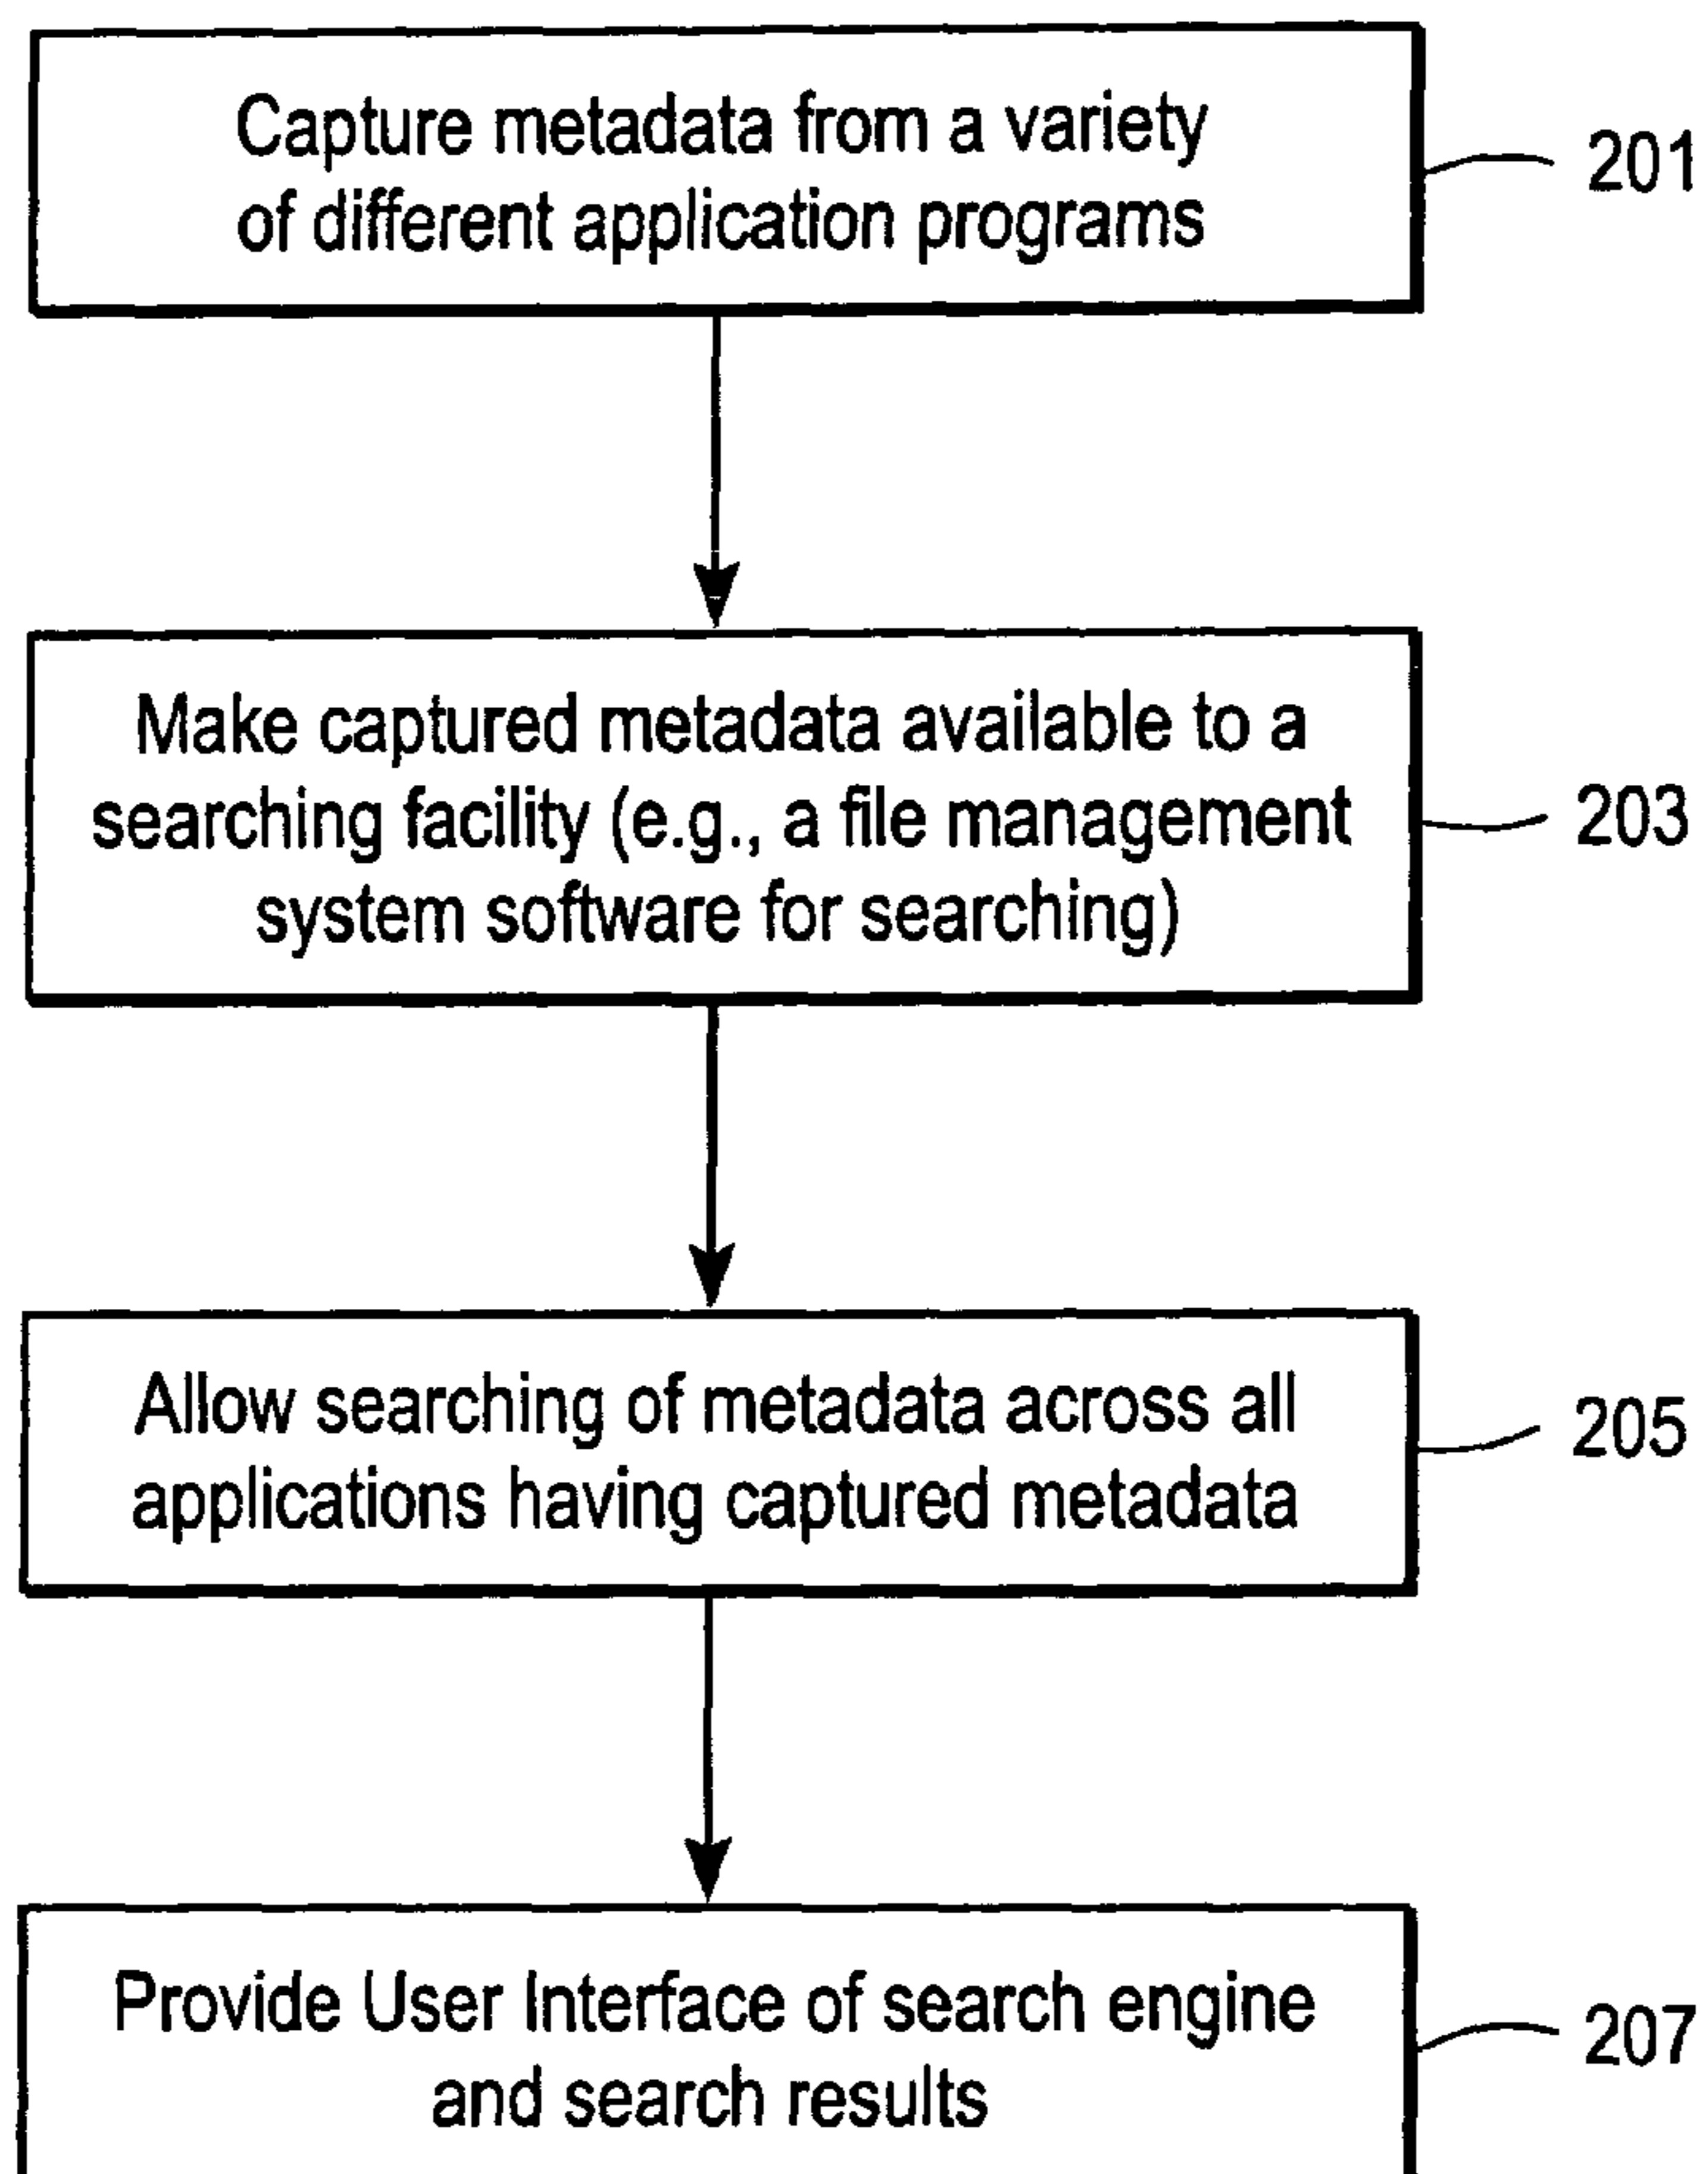 Capture metadata from a variety
of different application programs
201
Make captured metadata available to a
searching facility (e.g., a file management
system software for searching)
203
Allow searching of metadata across all
applications having captured metadata
205
Provide User Interface of search engine
and search results
207